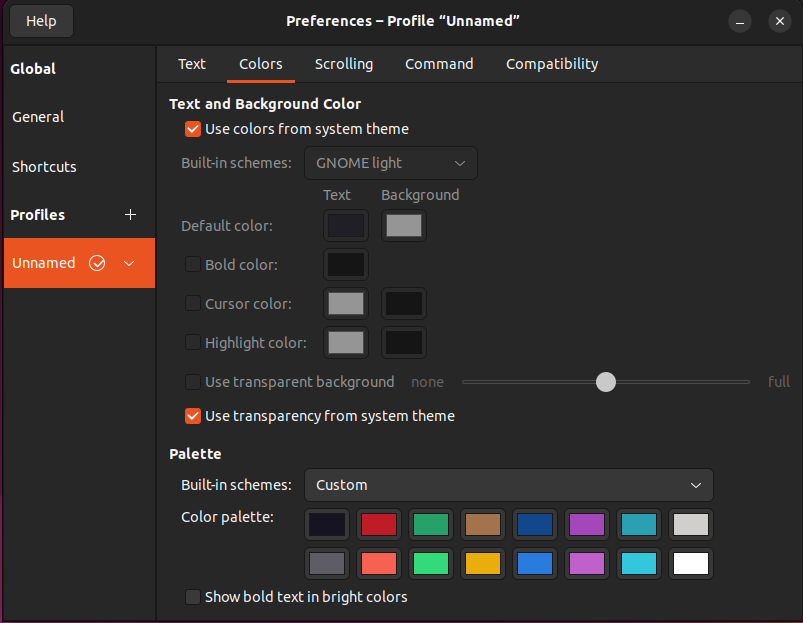 Help
Preferences – Profile “Unnamed”
Global
General
Shortcuts
Profiles
Unnamed
Text Colors Scrolling Command Compatibility
Text and Background Color
Use colors from system theme
Built-in schemes: GNOME light
Text Background
Default color:
Bold color:
Cursor color:
Highlight color:
Use transparent background none full
Use transparency from system theme
Palette
Built-in schemes: Custom
Color palette:
Show bold text in bright colors